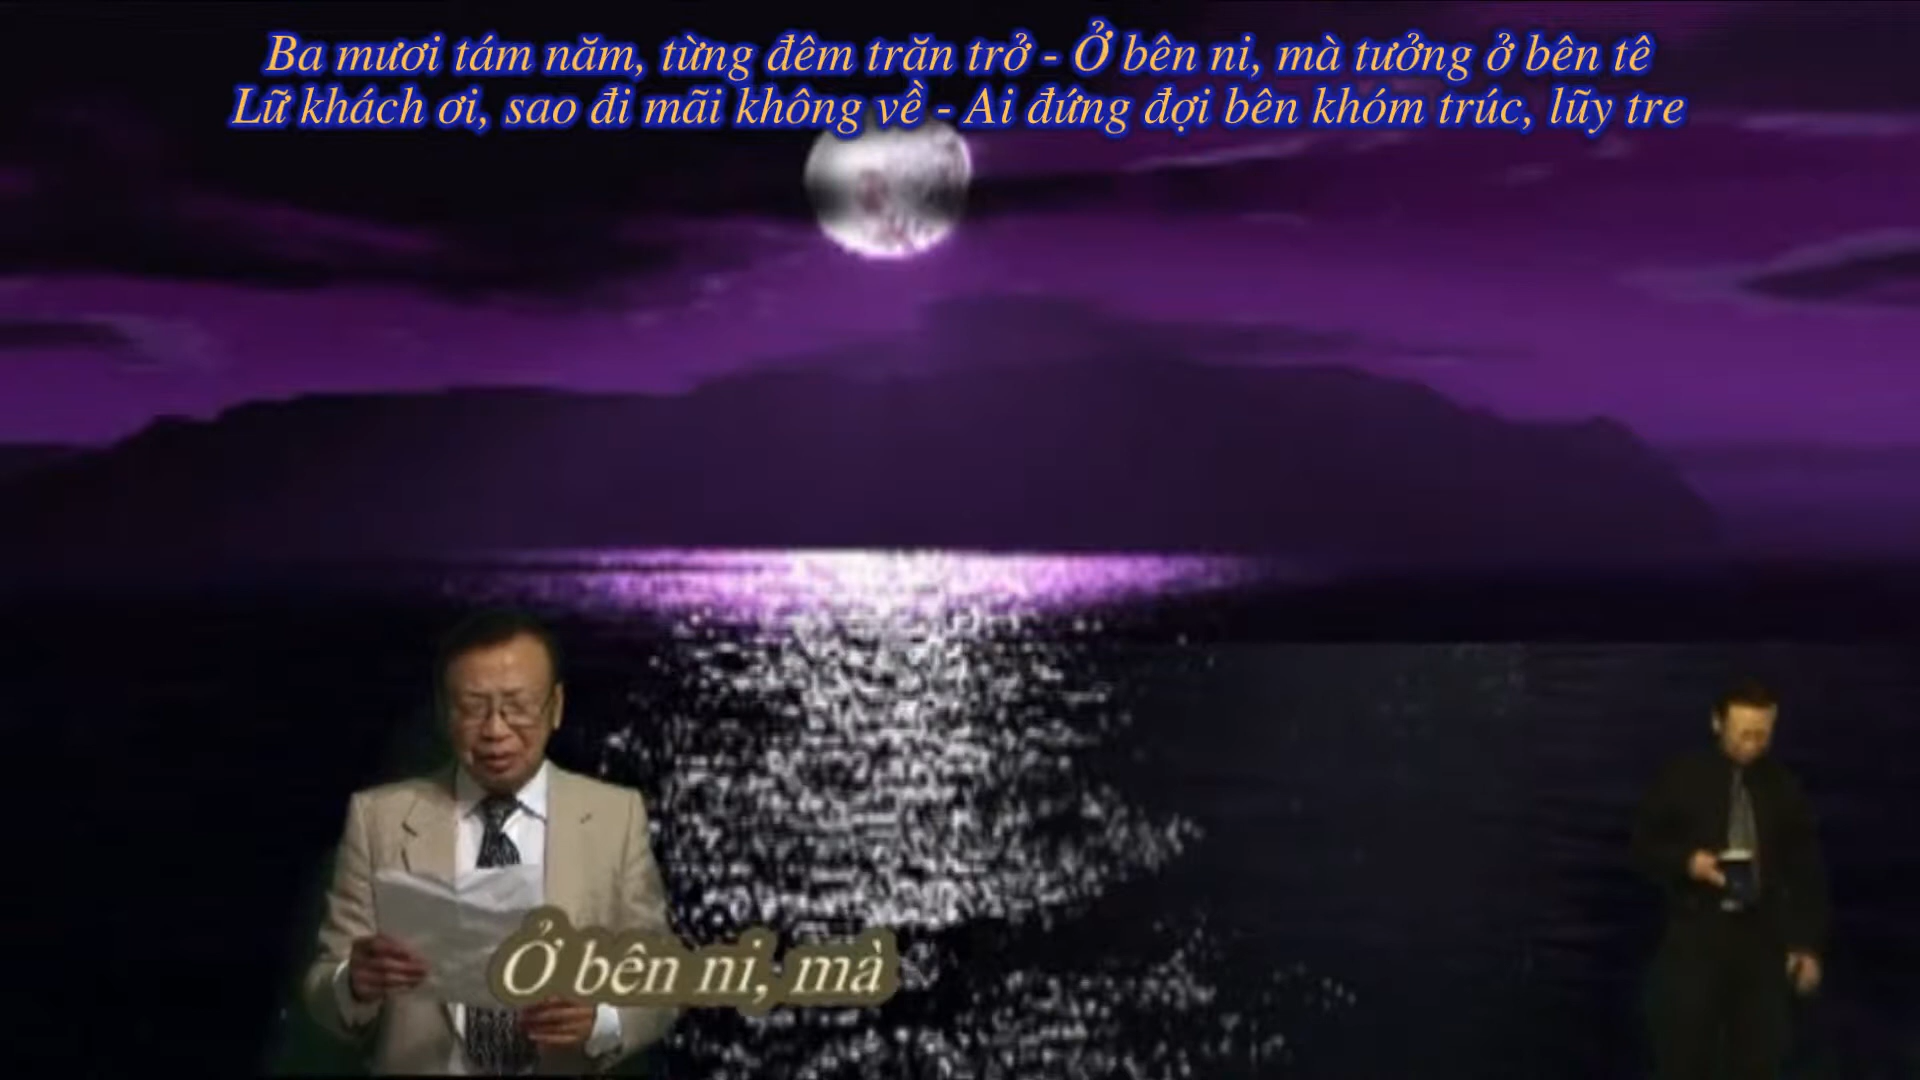 Ba mươi tám năm, từng đêm trăn trở - Ở bên ni, mà tưởng ở bên tê
Lữ khách ơi, sao đi mãi không về - Ai đứng đợi bên khóm trúc, lũy tre
Ở bên ni, mà